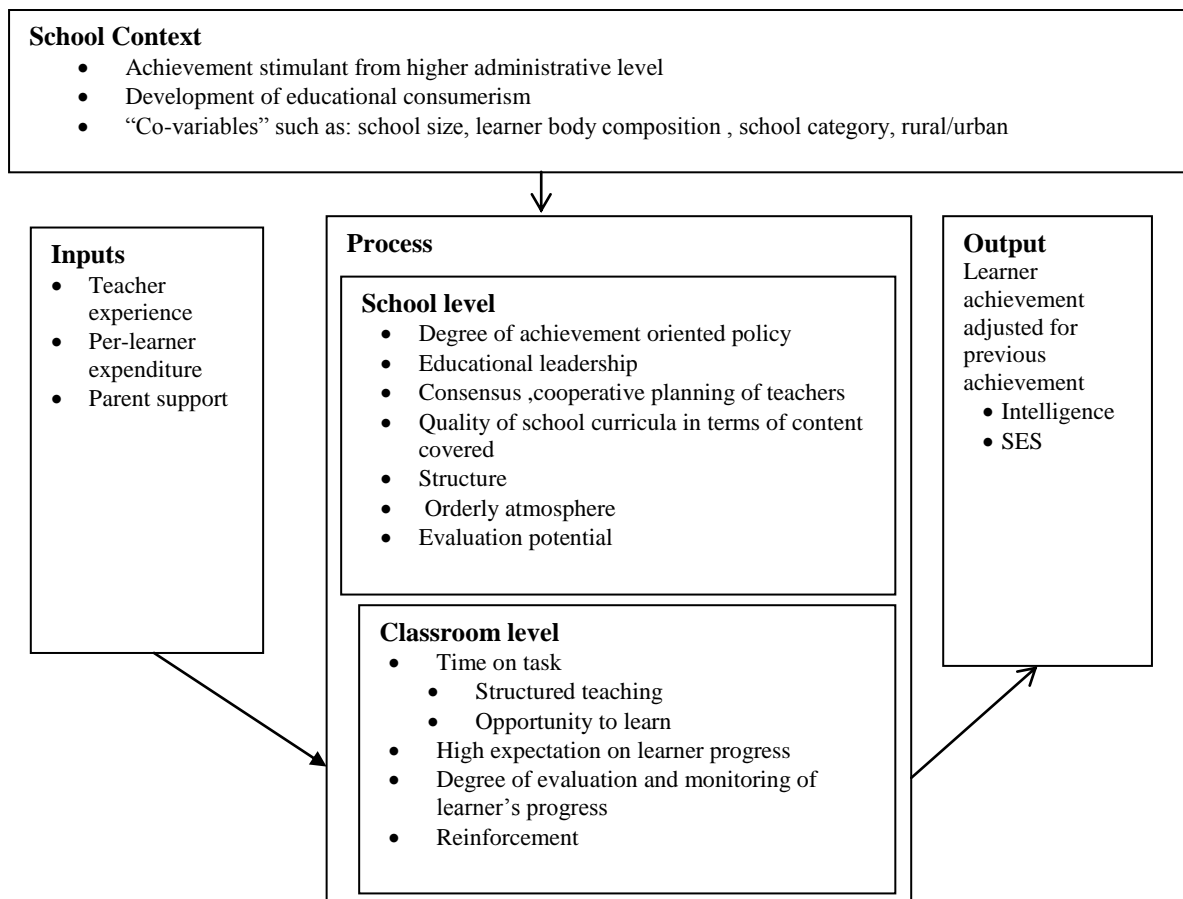 School Context
• Achievement stimulant from higher administrative level
• Development of educational consumerism
• “Co-variables” such as: school size, learner body composition , school category, rural/urban
Inputs
• Teacher
experience
• Per-learner
expenditure
• Parent support
Process
School level
• Degree of achievement oriented policy
• Educational leadership
• Consensus ,cooperative planning of teachers
• Quality of school curricula in terms of content
covered
• Structure
• Orderly atmosphere
• Evaluation potential
Classroom level
• Time on task
• Structured teaching
• Opportunity to learn
• High expectation on learner progress
• Degree of evaluation and monitoring of
learner’s progress
• Reinforcement
Output
Learner
achievement
adjusted for
previous
achievement
• Intelligence
• SES